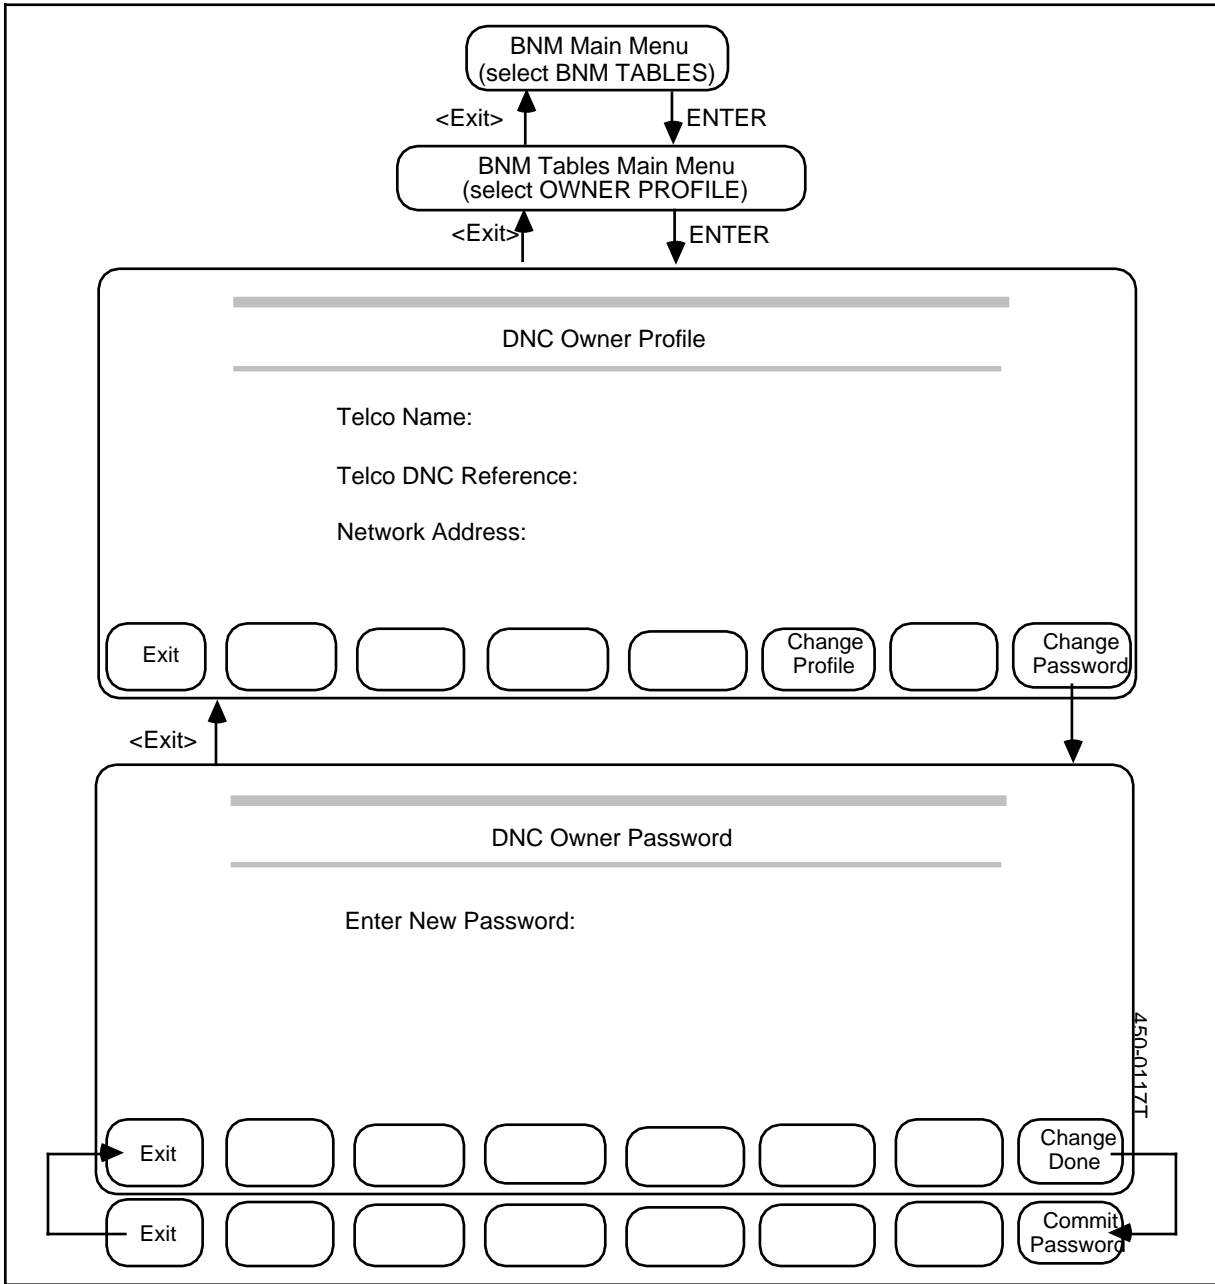 BNM Main Menu
(select BNM TABLES)
<Exit>
ENTER
BNM Tables Main Menu
(select OWNER PROFILE)
<Exit>
ENTER
DNC Owner Profile
Telco Name:
Telco DNC Reference:
Network Address:
Exit
Change
Profile
Change
Password
<Exit>
DNC Owner Password
Enter New Password:
450-0117T
Exit
Change
Done
Exit
Commit
Password